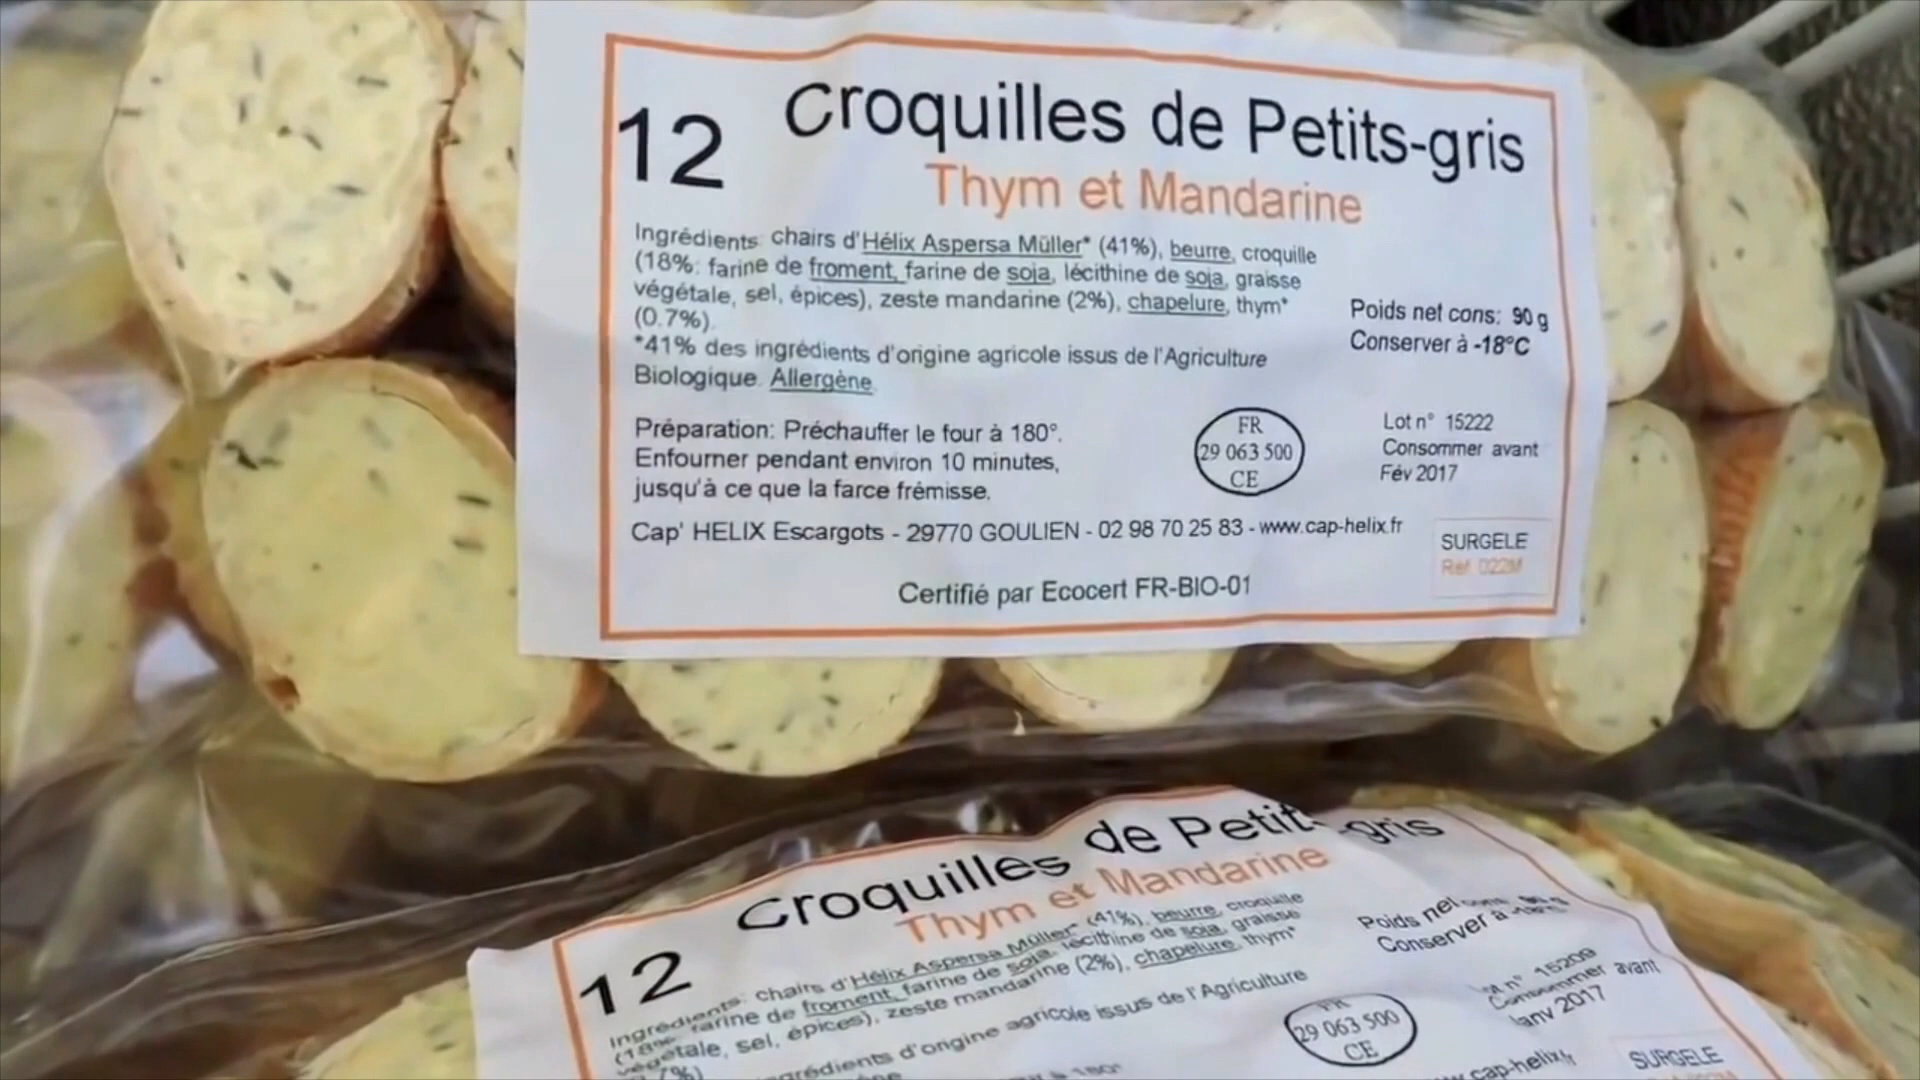 12 Croquilles de Petits-gris
Thym et Mandarine
Ingrédients: chairs d'Hélix Aspersa Müller* (41%), beurre, croquille
(18%: farine de froment, farine de soja, lécithine de soja, graisse
végétale, sel, épices), zeste mandarine (2%), chapelure, thym*
(0.7%).
*41% des ingrédients d'origine agricole issus de l'Agriculture
Biologique. Allergène.
Poids net cons: 90 g
Conserver à -18°C
Préparation: Préchauffer le four à 180°.
Enfourner pendant environ 10 minutes,
jusqu'à ce que la farce frémisse.
FR
29 063 500
CE
Lot n° 15222
Consommer avant
Fév 2017
Cap' HELIX Escargots - 29770 GOULIEN - 02 98 70 25 83 - www.cap-helix.fr
SURGELE
Réf. 022M
Certifié par Ecocert FR-BIO-01
12 Croquilles de Petits-gris
Thym et Mandarine
Ingrédients: chairs d'Hélix Aspersa Müller* (41%), beurre, croquille
(18% farine de froment, farine de soja, lécithine de soja, graisse
végétale, sel, épices), zeste mandarine (2%), chapelure, thym*
7%)
grédients d'origine agricole issus de l'Agriculture
Poids net
Conserver à
FR
29 063 500
CE
n° 15209
Consommer avant
Janv 2017
cap-helix.fr
SURGELE